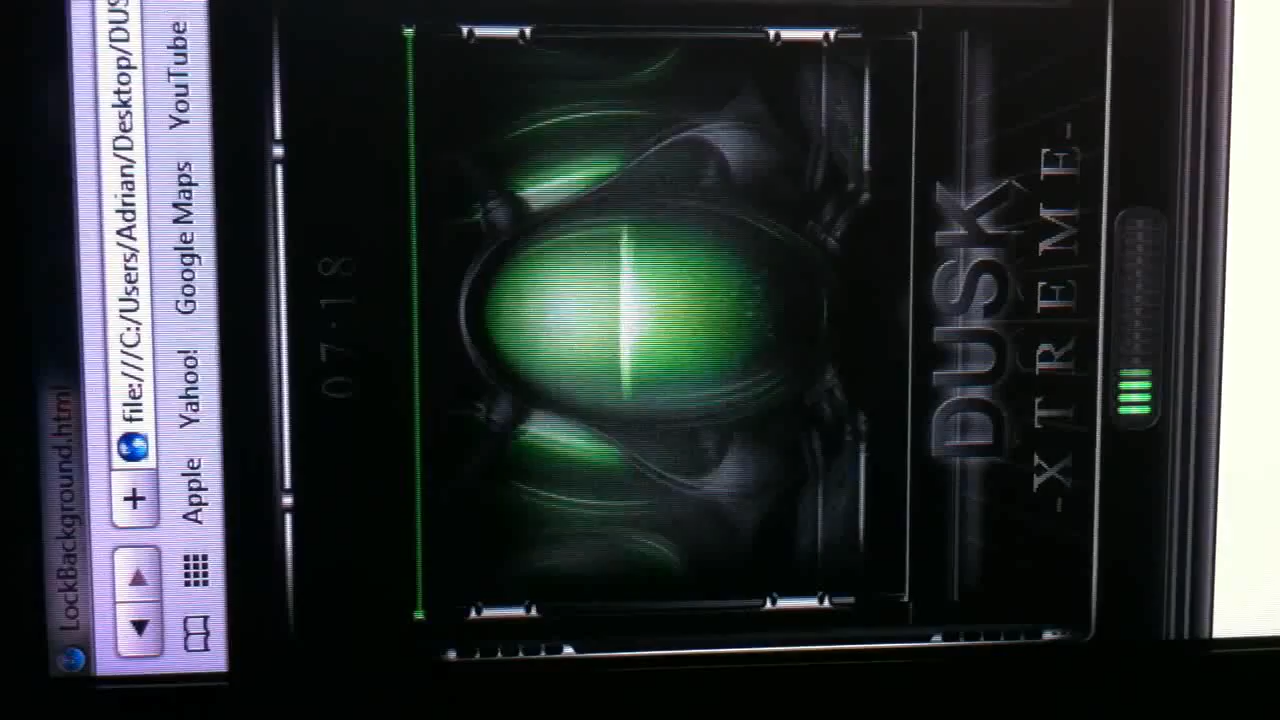 LockBackground.html
file:///C:/Users/Adrian/Desktop/DUS
Apple Yahoo! Google Maps YouTube
07:18
DUSK
-XTREME-